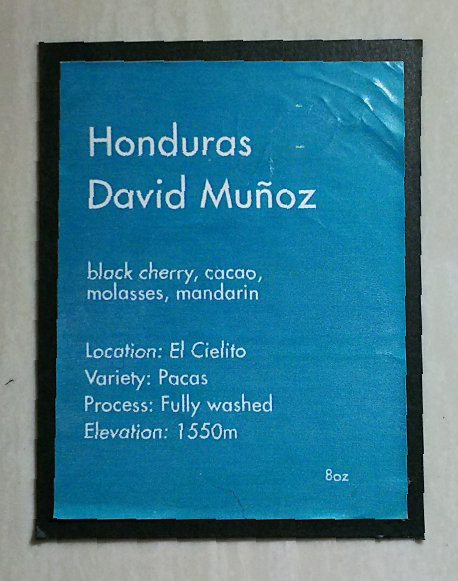 Honduras
David Muñoz
black cherry, cacao,
molasses, mandarin
Location: El Cielito
Variety: Pacas
Process: Fully washed
Elevation: 1550m
8oz